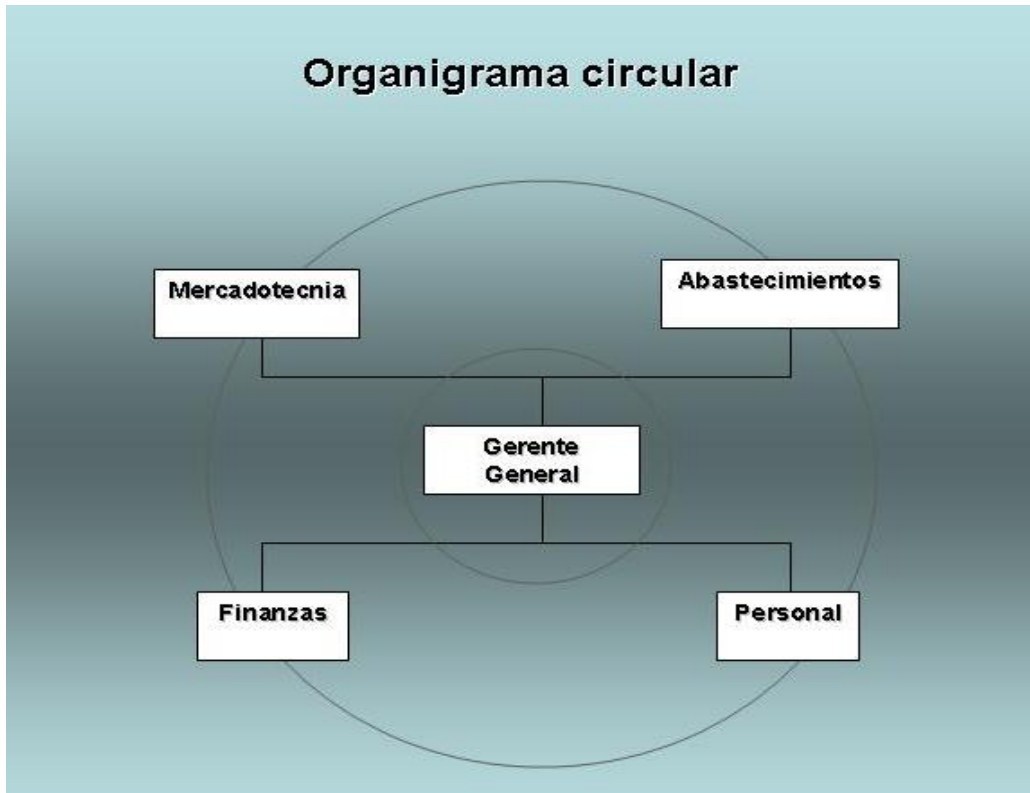 Organigrama circular
Mercadotecnia
Abastecimientos
Gerente
General
Finanzas
Personal